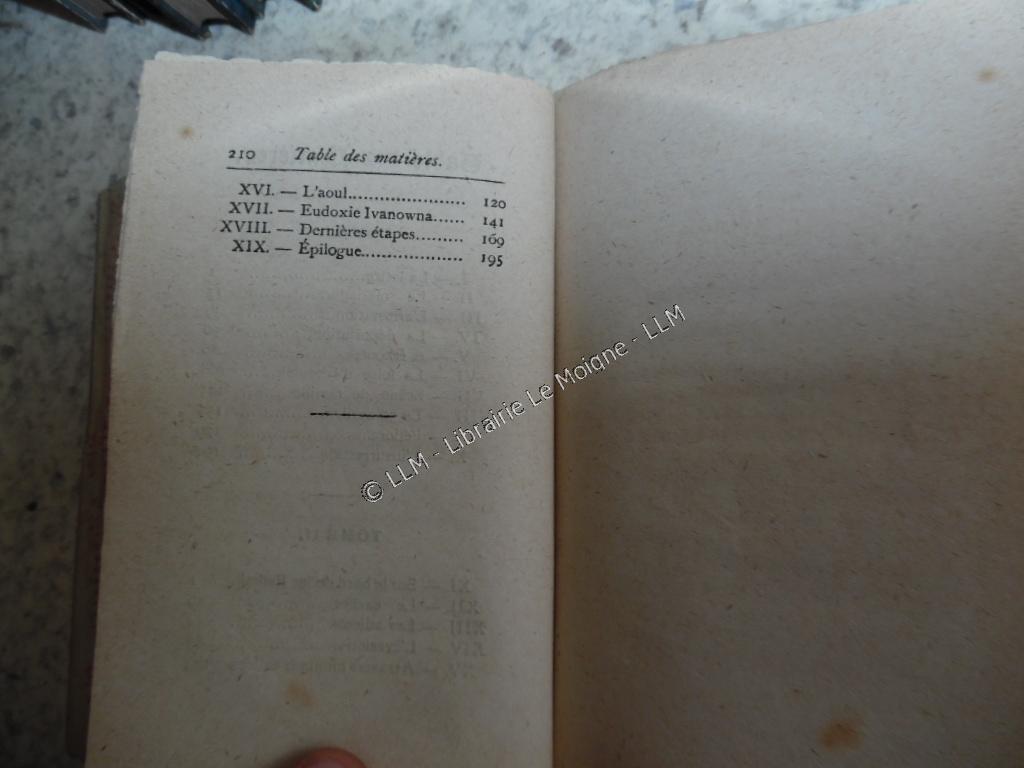 210 Table des matières.
XVI. — L'aoul...................... 120
XVII. — Eudoxie Ivanowna...... 141
XVIII. — Dernières étapes......... 169
XIX. — Épilogue................... 195
© LLM - Librairie Le Moigne - LLM